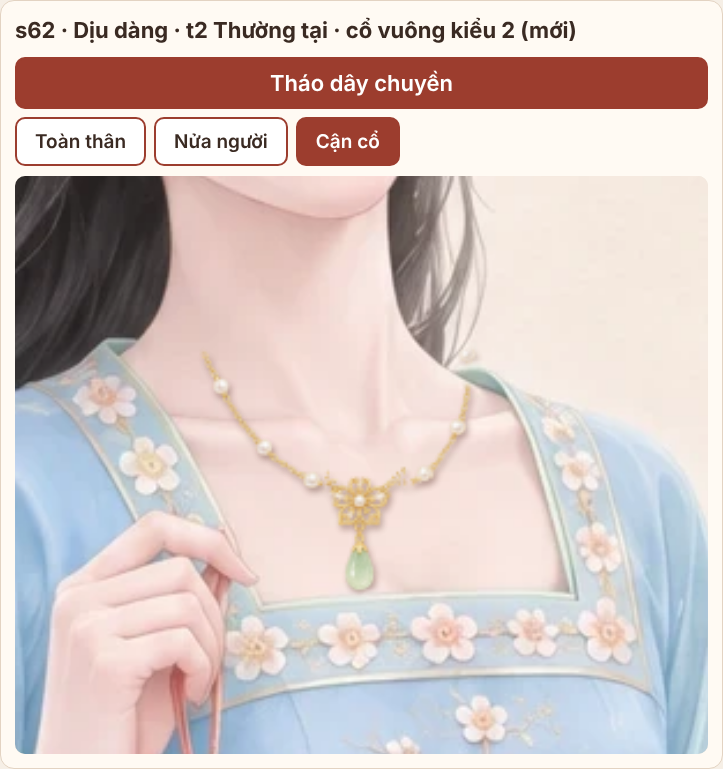 s62 · Dịu dàng · t2 Thường tại · cổ vuông kiểu 2 (mới)
Tháo dây chuyền
Toàn thân
Nửa người
Cận cổ